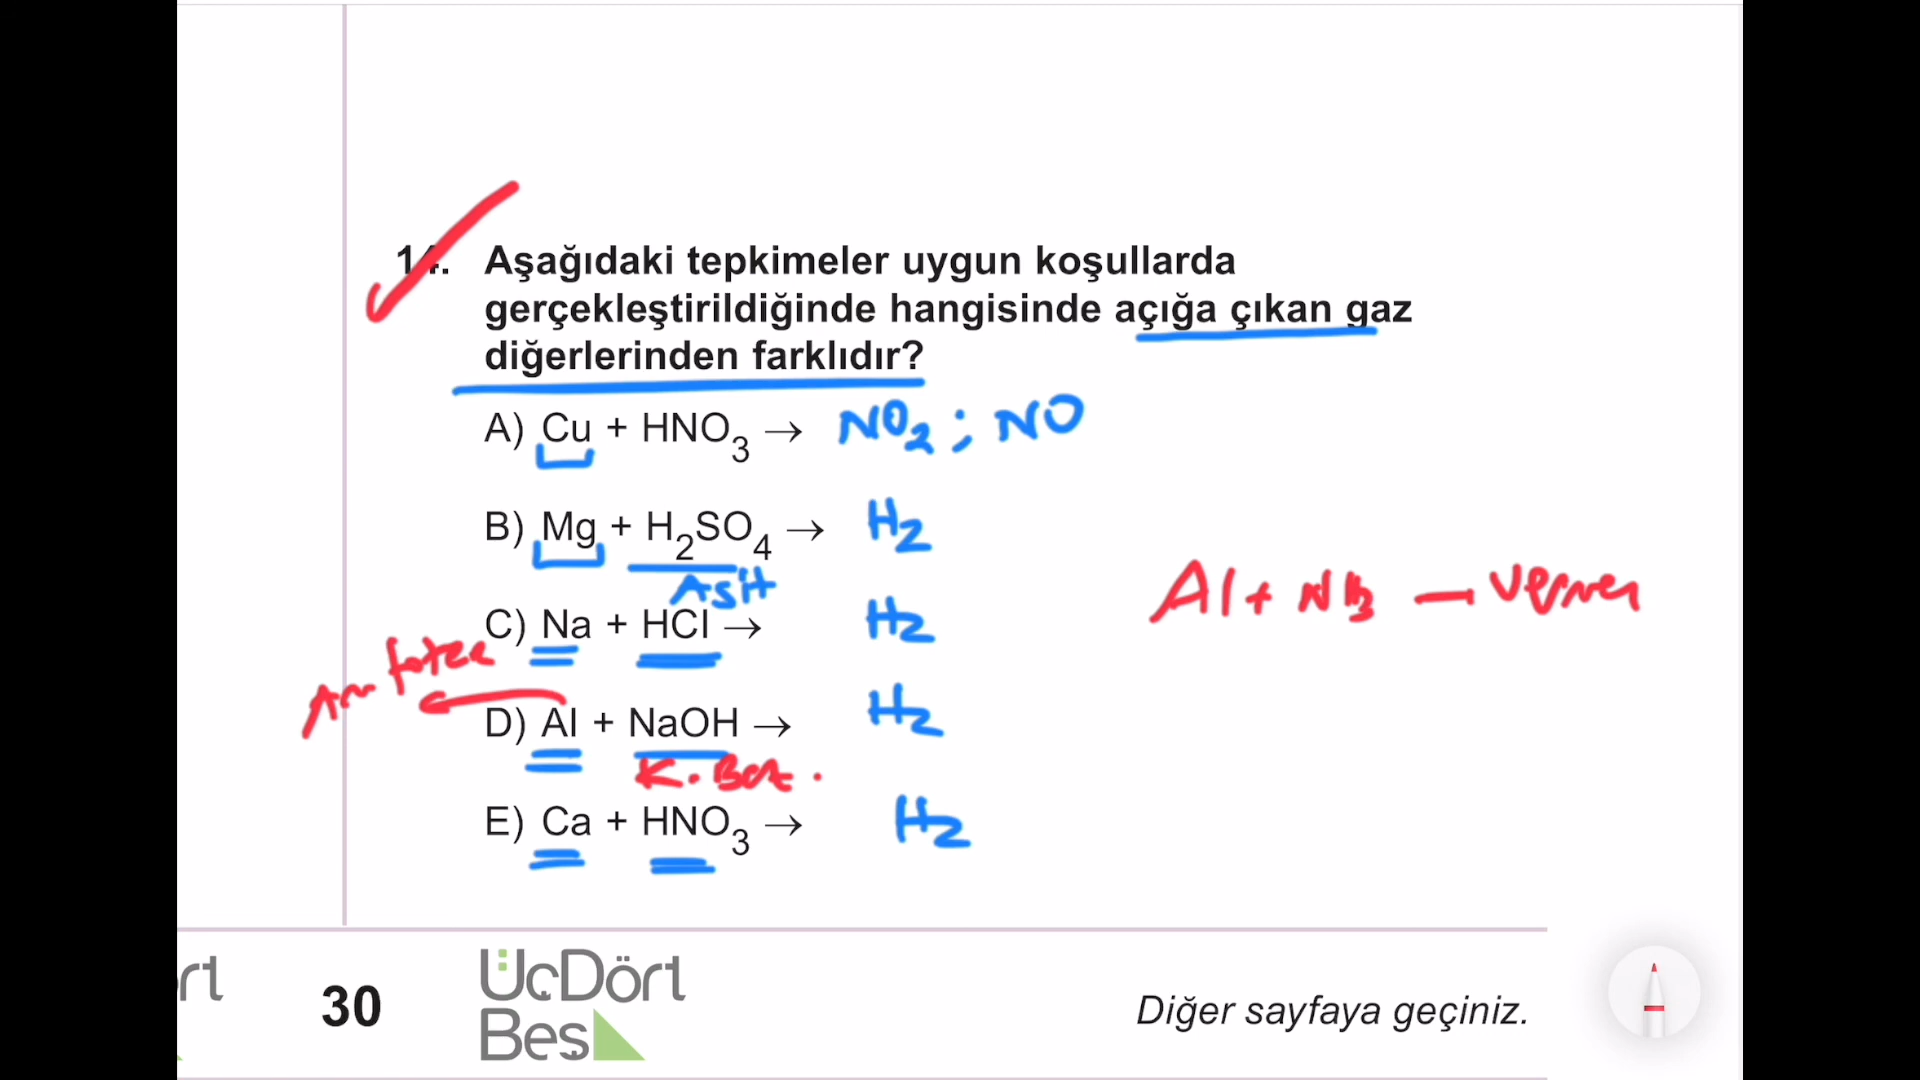 14. Aşağıdaki tepkimeler uygun koşullarda
gerçekleştirildiğinde hangisinde açığa çıkan gaz
diğerlerinden farklıdır?
A) Cu + HNO₃ → NO₂ ; NO
B) Mg + H₂SO₄ → H₂
Asit
C) Na + HCl → H₂
Amfoter
D) Al + NaOH → H₂
K. Baz.
E) Ca + HNO₃ → H₂
Al + NH₃ — vermez
rt
30
ÜçDört
Beş
Diğer sayfaya geçiniz.